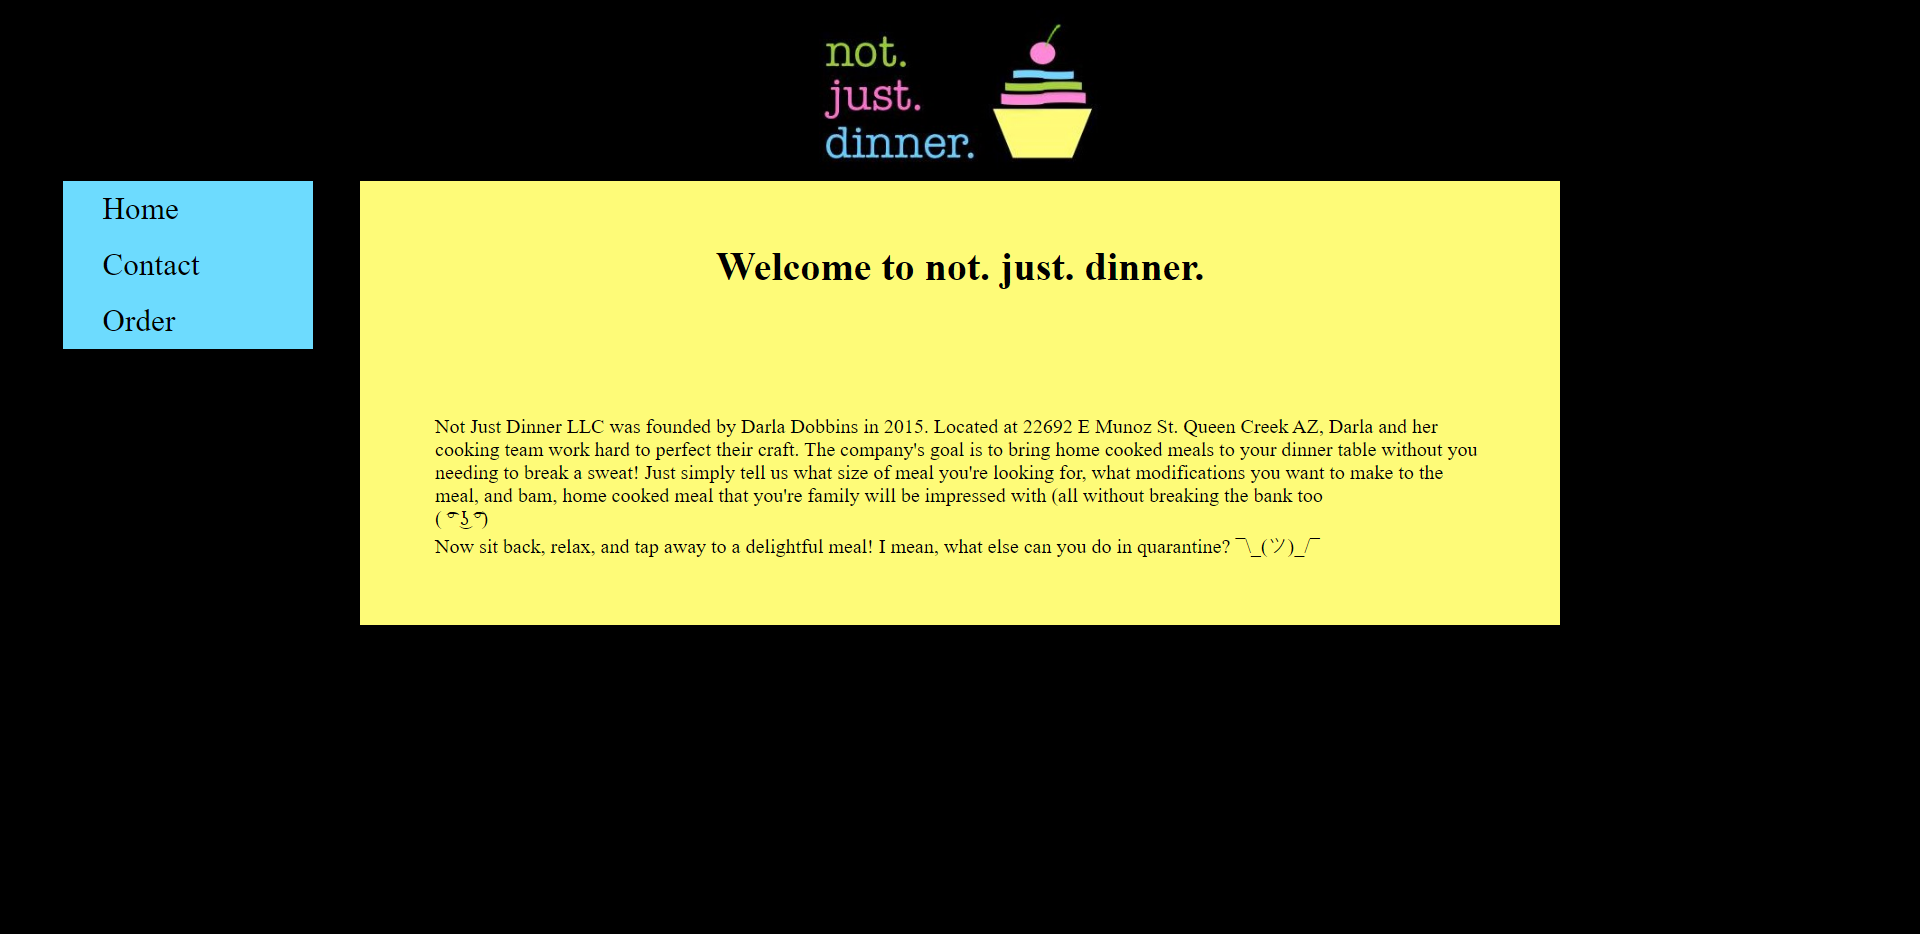 not.
just.
dinner.
Home
Contact
Order
Welcome to not. just. dinner.
Not Just Dinner LLC was founded by Darla Dobbins in 2015. Located at 22692 E Munoz St. Queen Creek AZ, Darla and her
cooking team work hard to perfect their craft. The company's goal is to bring home cooked meals to your dinner table without you
needing to break a sweat! Just simply tell us what size of meal you're looking for, what modifications you want to make to the
meal, and bam, home cooked meal that you're family will be impressed with (all without breaking the bank too
( ͡° ͜ʖ ͡°)
Now sit back, relax, and tap away to a delightful meal! I mean, what else can you do in quarantine? ¯\_(ツ)_/¯